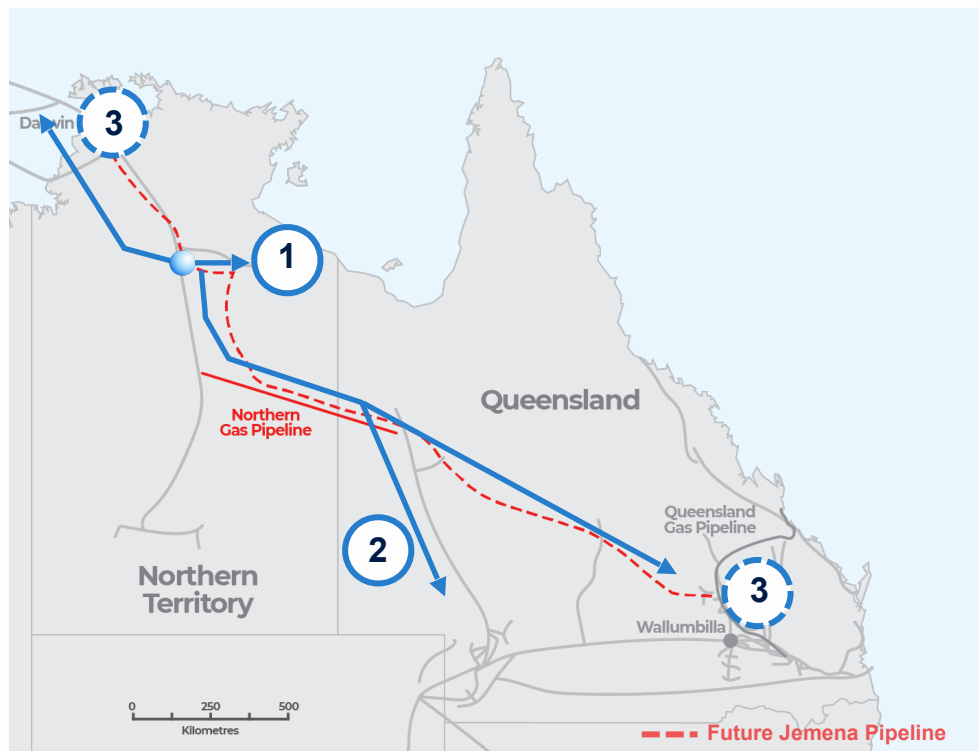 Darwin
3
1
Queensland
Northern
Gas Pipeline
Queensland
Gas Pipeline
2
Northern
Territory
3
Wallumbilla
0 250 500
Kilometres
Future Jemena Pipeline